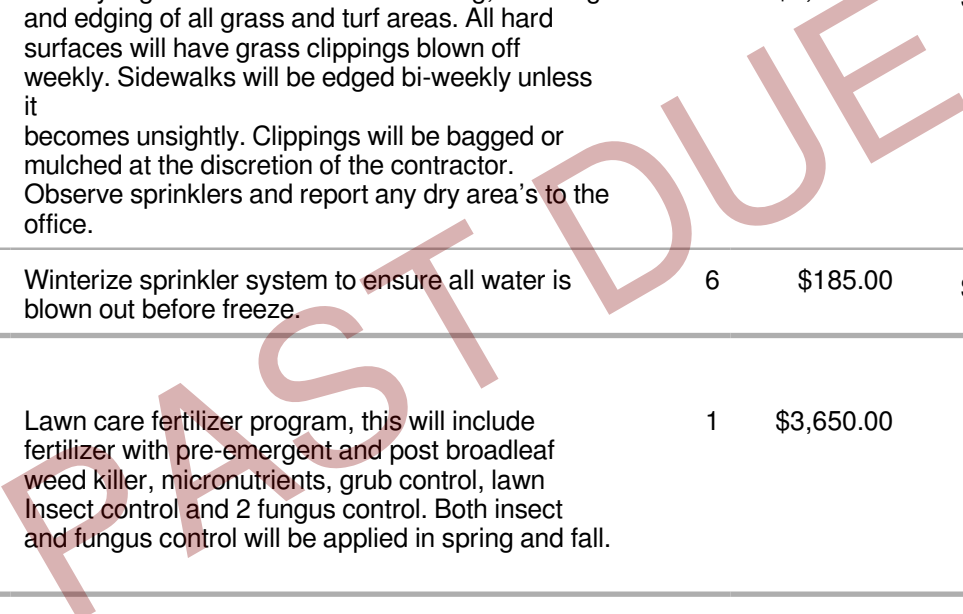 and edging of all grass and turf areas. All hard
surfaces will have grass clippings blown off
weekly. Sidewalks will be edged bi-weekly unless
it
becomes unsightly. Clippings will be bagged or
mulched at the discretion of the contractor.
Observe sprinklers and report any dry area's to the
office.
Winterize sprinkler system to ensure all water is 6 $185.00
blown out before freeze.
Lawn care fertilizer program, this will include 1 $3,650.00
fertilizer with pre-emergent and post broadleaf
weed killer, micronutrients, grub control, lawn
Insect control and 2 fungus control. Both insect
and fungus control will be applied in spring and fall.
PAST DUE